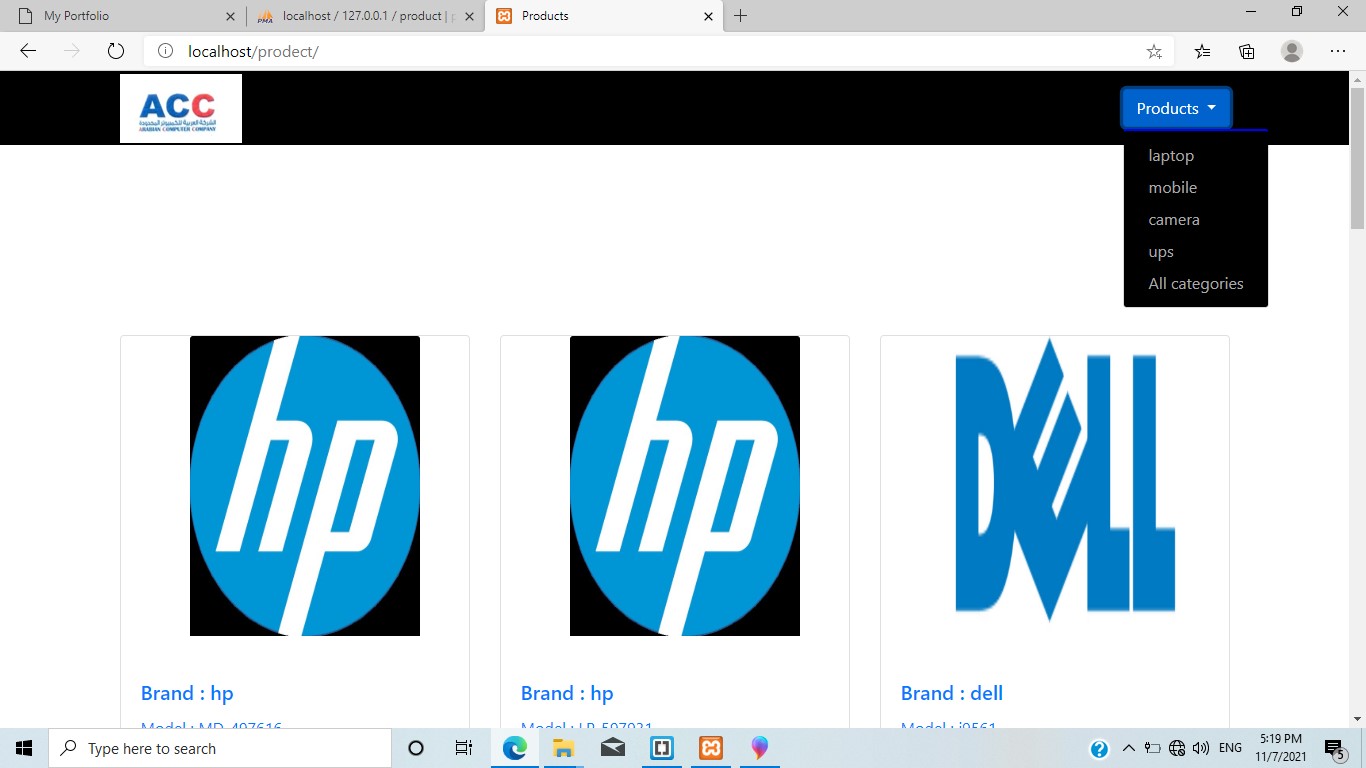 My Portfolio
localhost / 127.0.0.1 / product | p
Products
localhost/prodect/
ACC
الشركة العربية للكمبيوتر المحدودة
ARABIAN COMPUTER COMPANY
Products
laptop
mobile
camera
ups
All categories
hp
hp
DELL
Brand : hp
Brand : hp
Brand : dell
Model : MD-497616
Model : LP-597931
Model : i9561
Type here to search
ENG
5:19 PM
11/7/2021
5